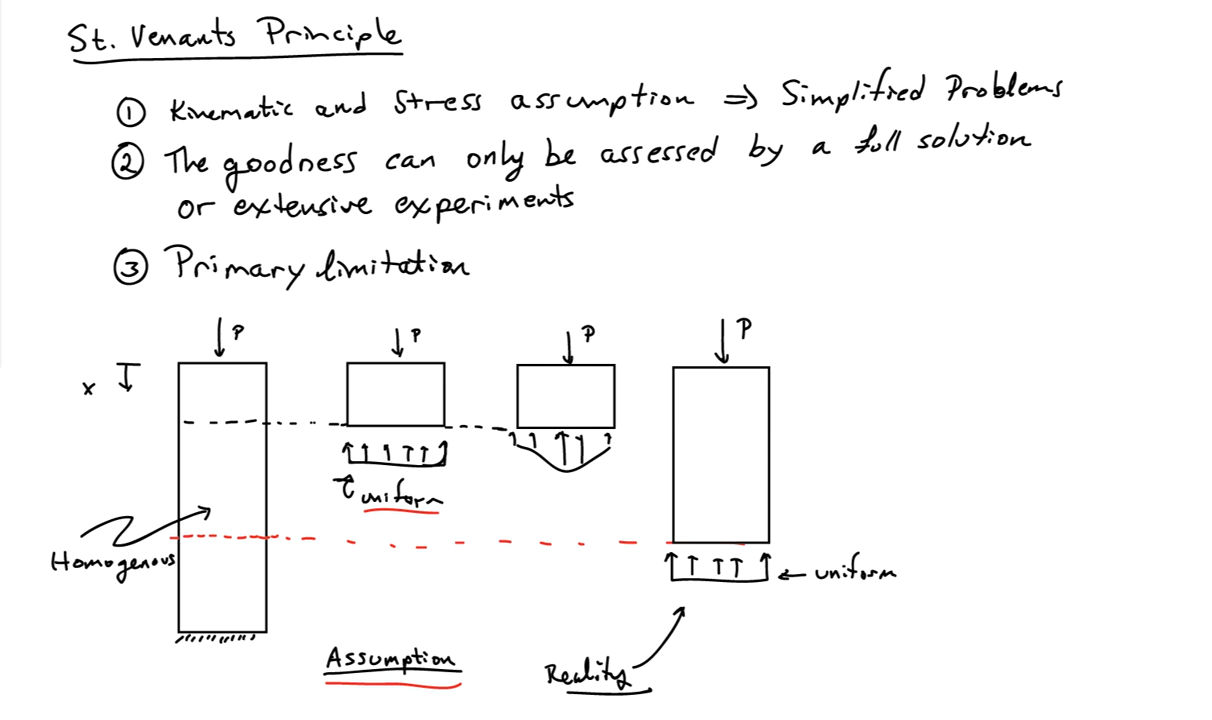 St. Venants Principle
① Kinematic and Stress assumption ⇒ Simplified Problems
② The goodness can only be assessed by a full solution
or extensive experiments
③ Primary limitation
P
P
P
P
x
uniform
Homogenous
← uniform
Assumption
Reality